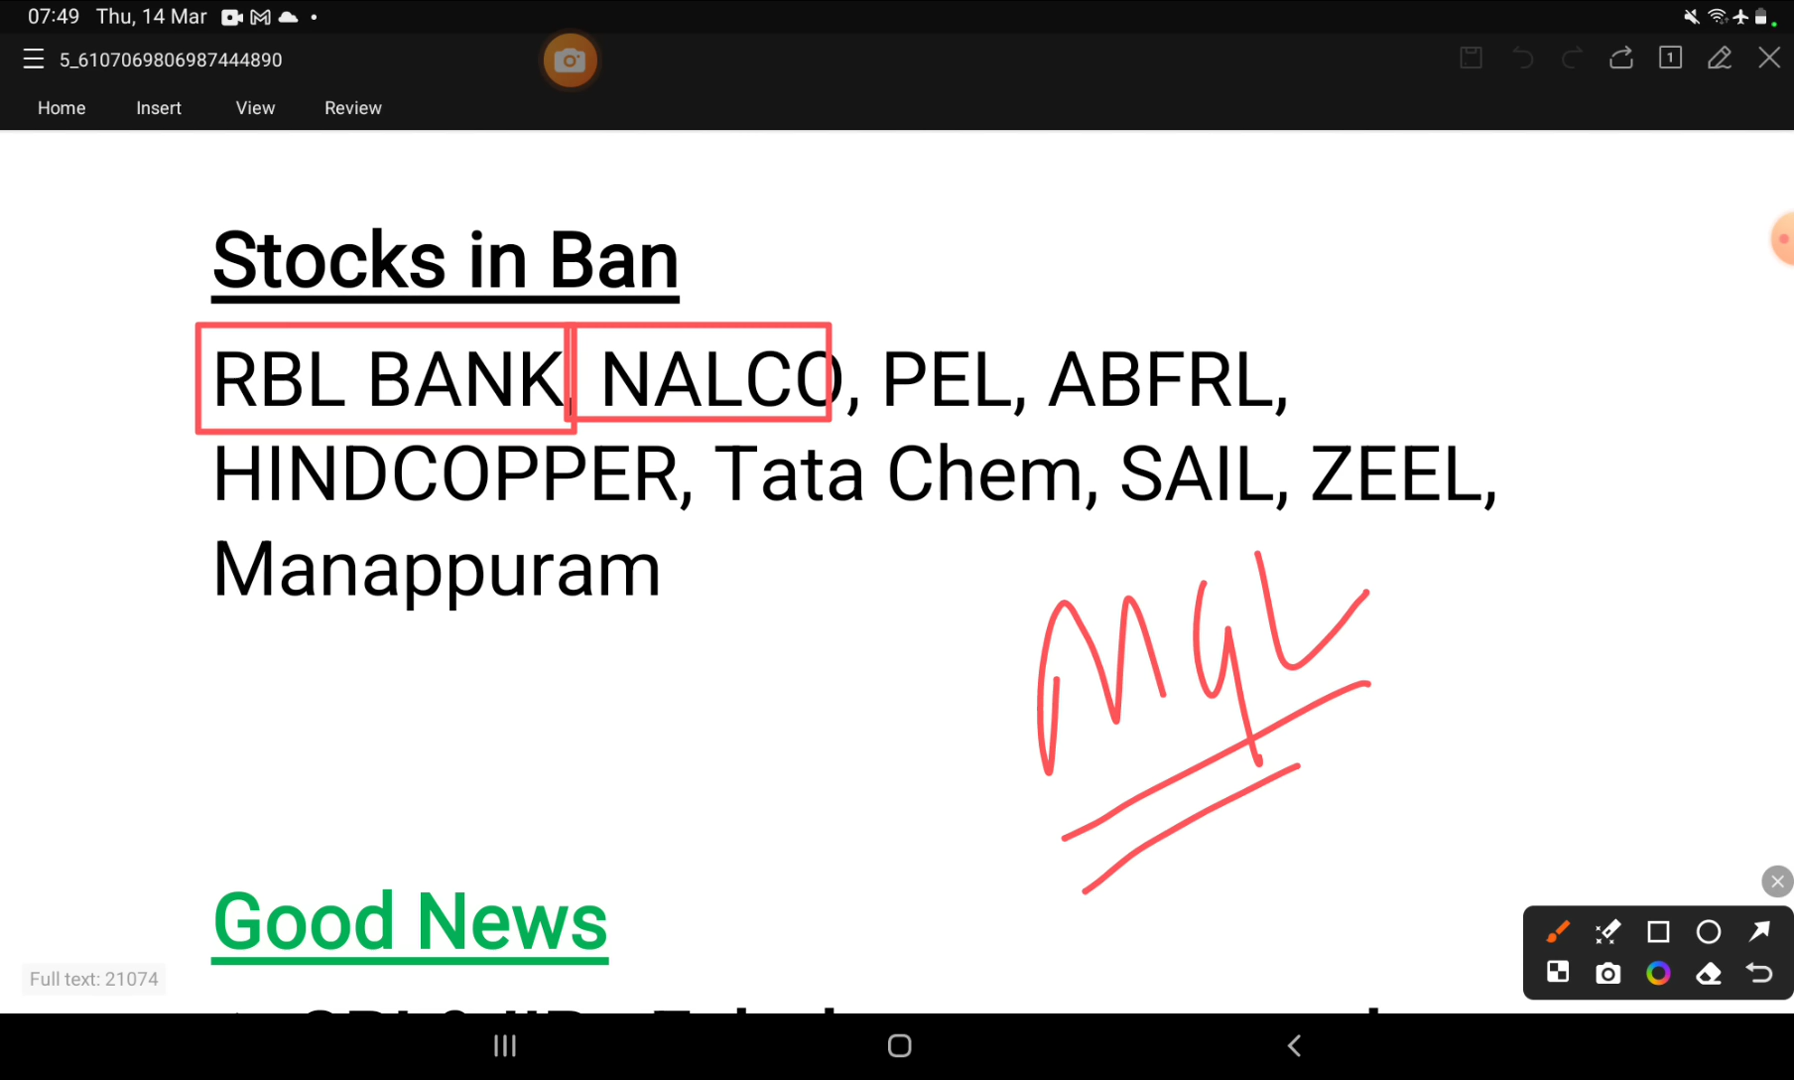 07:49 Thu, 14 Mar
5_6107069806987444890
1
Home Insert View Review
Stocks in Ban
RBL BANK, NALCO, PEL, ABFRL,
HINDCOPPER, Tata Chem, SAIL, ZEEL,
Manappuram
MGL
Good News
Full text: 21074